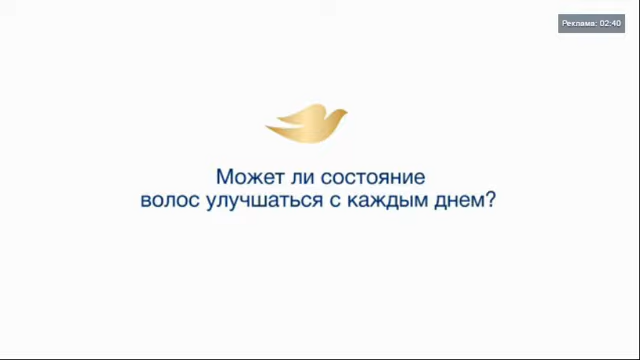 Реклама: 02:40
Может ли состояние
волос улучшаться с каждым днем?